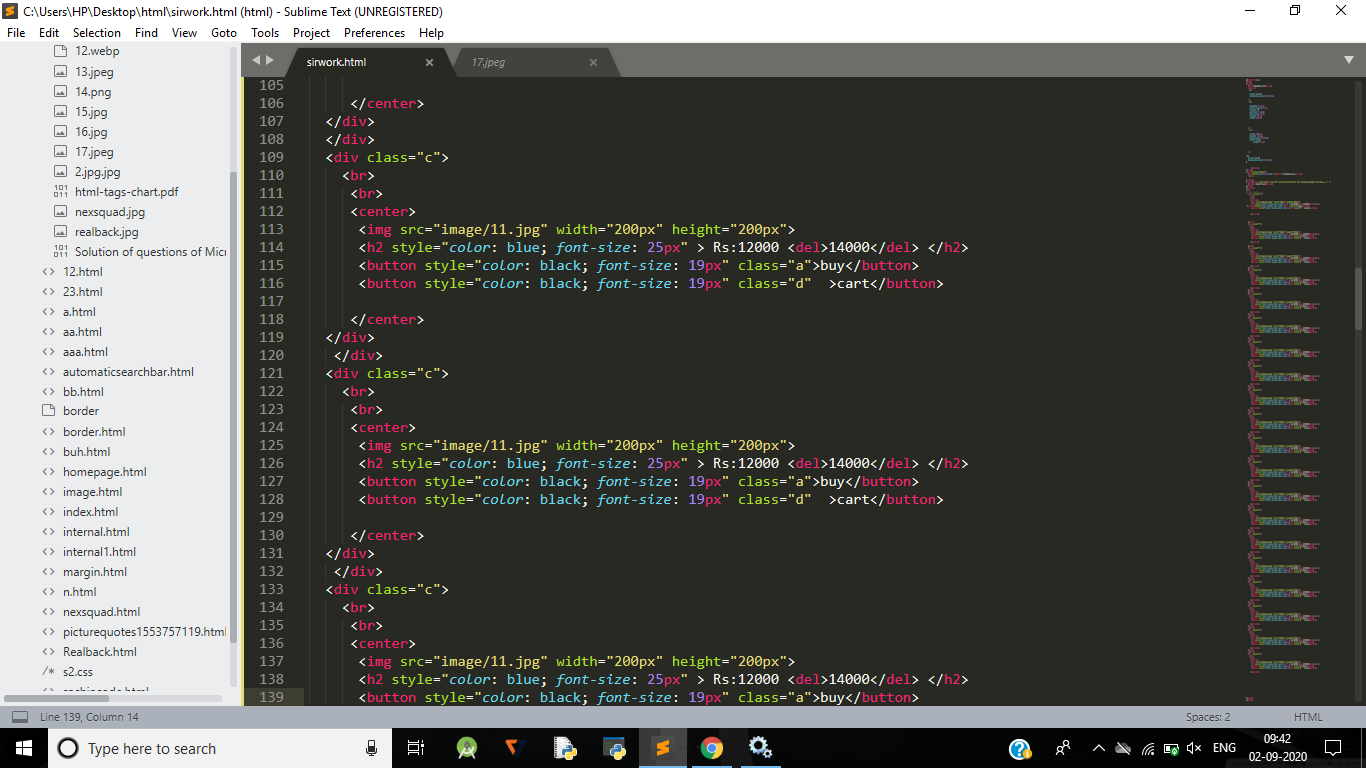 C:\Users\HP\Desktop\html\sirwork.html (html) - Sublime Text (UNREGISTERED)
File Edit Selection Find View Goto Tools Project Preferences Help
12.webp
13.jpeg
14.png
15.jpg
16.jpg
17.jpeg
2.jpg.jpg
html-tags-chart.pdf
nexsquad.jpg
realback.jpg
Solution of questions of Micr
12.html
23.html
a.html
aa.html
aaa.html
automaticsearchbar.html
bb.html
border
border.html
buh.html
homepage.html
image.html
index.html
internal.html
internal1.html
margin.html
n.html
nexsquad.html
picturequotes1553757119.html
Realback.html
/* s2.css
sirwork.html
17.jpeg
105
106 </center>
107 </div>
108 </div>
109 <div class="c">
110 <br>
111 <br>
112 <center>
113 <img src="image/11.jpg" width="200px" height="200px">
114 <h2 style="color: blue; font-size: 25px" > Rs:12000 <del>14000</del> </h2>
115 <button style="color: black; font-size: 19px" class="a">buy</button>
116 <button style="color: black; font-size: 19px" class="d"  >cart</button>
117
118 </center>
119 </div>
120 </div>
121 <div class="c">
122 <br>
123 <br>
124 <center>
125 <img src="image/11.jpg" width="200px" height="200px">
126 <h2 style="color: blue; font-size: 25px" > Rs:12000 <del>14000</del> </h2>
127 <button style="color: black; font-size: 19px" class="a">buy</button>
128 <button style="color: black; font-size: 19px" class="d"  >cart</button>
129
130 </center>
131 </div>
132 </div>
133 <div class="c">
134 <br>
135 <br>
136 <center>
137 <img src="image/11.jpg" width="200px" height="200px">
138 <h2 style="color: blue; font-size: 25px" > Rs:12000 <del>14000</del> </h2>
139 <button style="color: black; font-size: 19px" class="a">buy</button>
Line 139, Column 14
Spaces: 2
HTML
Type here to search
ENG
09:42
02-09-2020